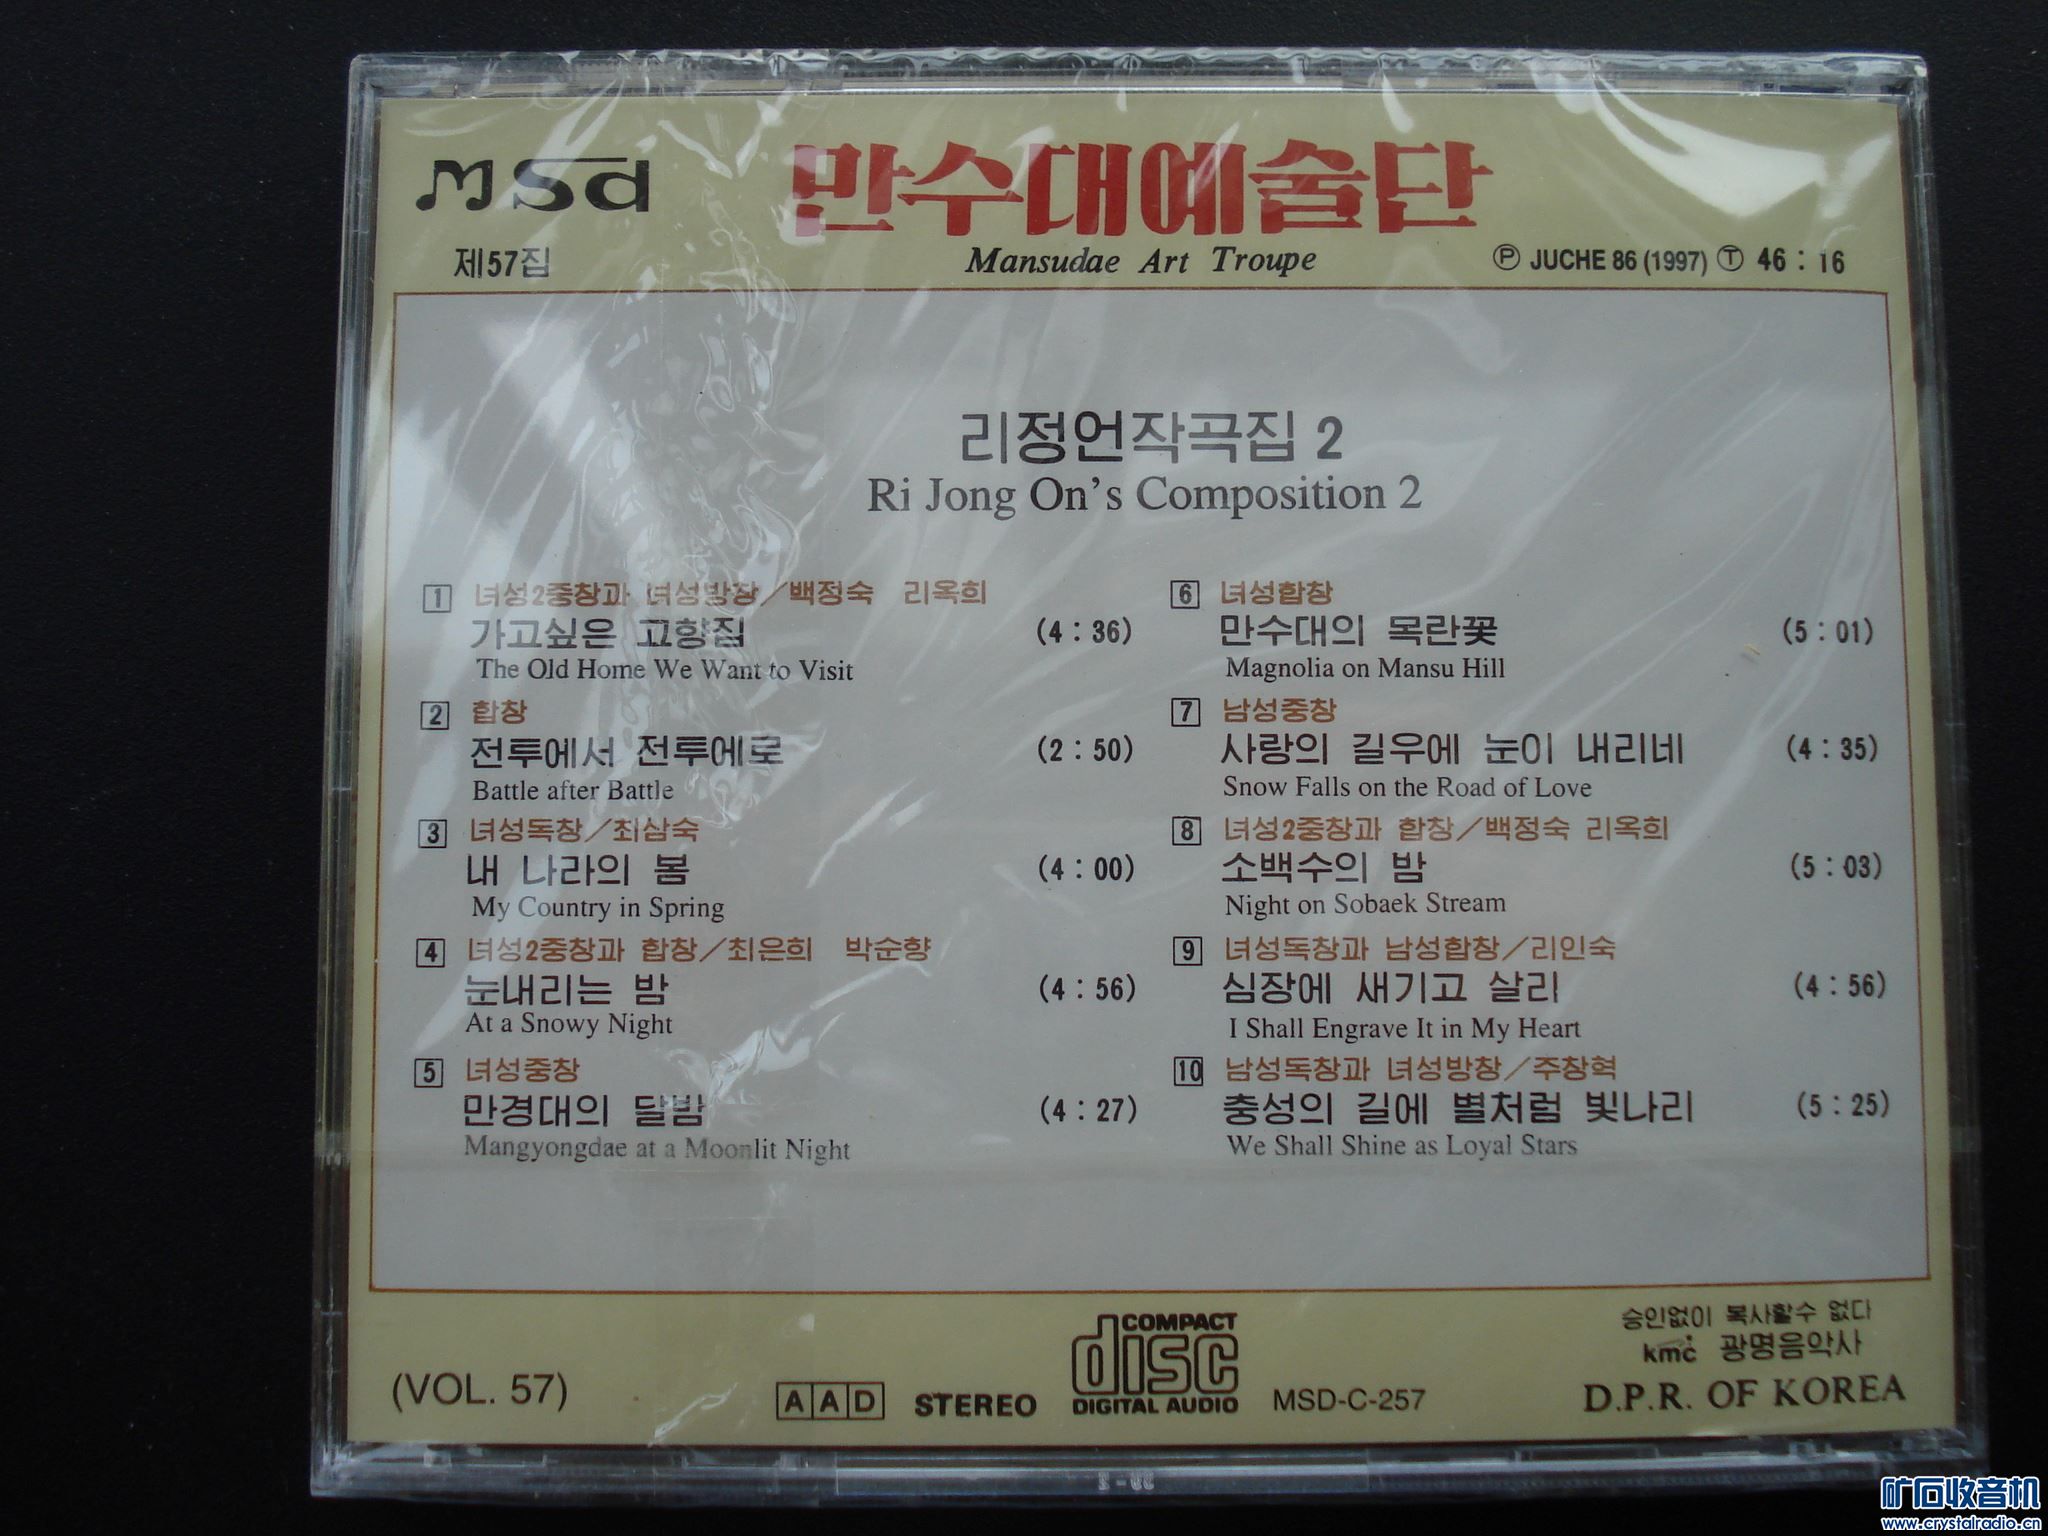 msd
만수대예술단
제57집
Mansudae Art Troupe
Ⓟ JUCHE 86 (1997) Ⓣ 46 : 16
리정언작곡집 2
Ri Jong On's Composition 2
1 녀성2중창과 녀성방창/백정숙 리옥희
가고싶은 고향집 (4 : 36)
The Old Home We Want to Visit
2 합창
전투에서 전투에로 (2 : 50)
Battle after Battle
3 녀성독창/최삼숙
내 나라의 봄 (4 : 00)
My Country in Spring
4 녀성2중창과 합창/최은희 박순향
눈내리는 밤 (4 : 56)
At a Snowy Night
5 녀성중창
만경대의 달밤 (4 : 27)
Mangyongdae at a Moonlit Night
6 녀성합창
만수대의 목란꽃 (5 : 01)
Magnolia on Mansu Hill
7 남성중창
사랑의 길우에 눈이 내리네 (4 : 35)
Snow Falls on the Road of Love
8 녀성2중창과 합창/백정숙 리옥희
소백수의 밤 (5 : 03)
Night on Sobaek Stream
9 녀성독창과 남성합창/리인숙
심장에 새기고 살리 (4 : 56)
I Shall Engrave It in My Heart
10 남성독창과 녀성방창/주창혁
충성의 길에 별처럼 빛나리 (5 : 25)
We Shall Shine as Loyal Stars
(VOL. 57)
AAD
STEREO
COMPACT
disc
DIGITAL AUDIO
MSD-C-257
승인없이 복사할수 없다
kmc 광명음악사
D.P.R. OF KOREA
矿石收音机
www.crystalradio.cn